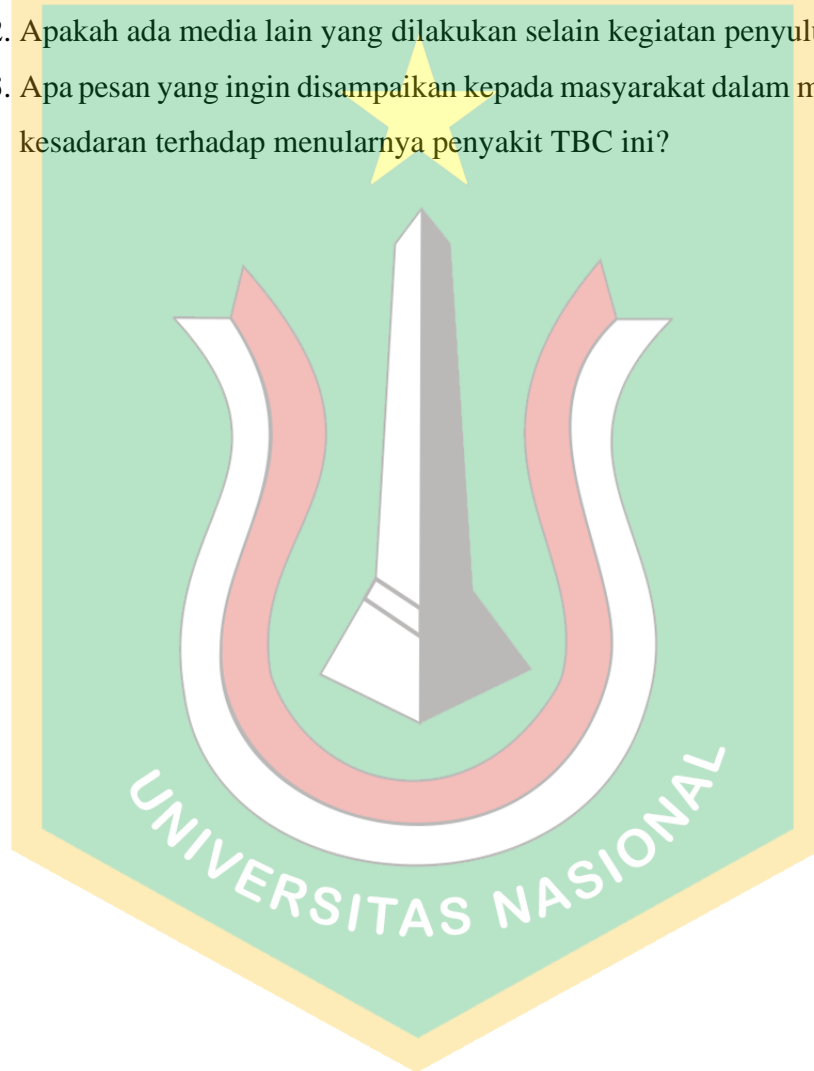 . Apakah ada media lain yang dilakukan selain kegiatan
. Apa pesan yang ingin disampaikan kepada masyarakat dalam
kesadaran terhadap menularnya penyakit TBC ini?
UNIVERSITAS NASIONAL